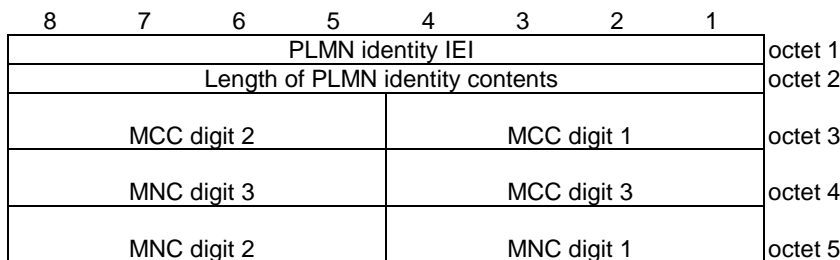 8 7 6 5 4 3 2 1
PLMN identity IEI octet 1
Length of PLMN identity contents octet 2
MCC digit 2 MCC digit 1 octet 3
MNC digit 3 MCC digit 3 octet 4
MNC digit 2 MNC digit 1 octet 5